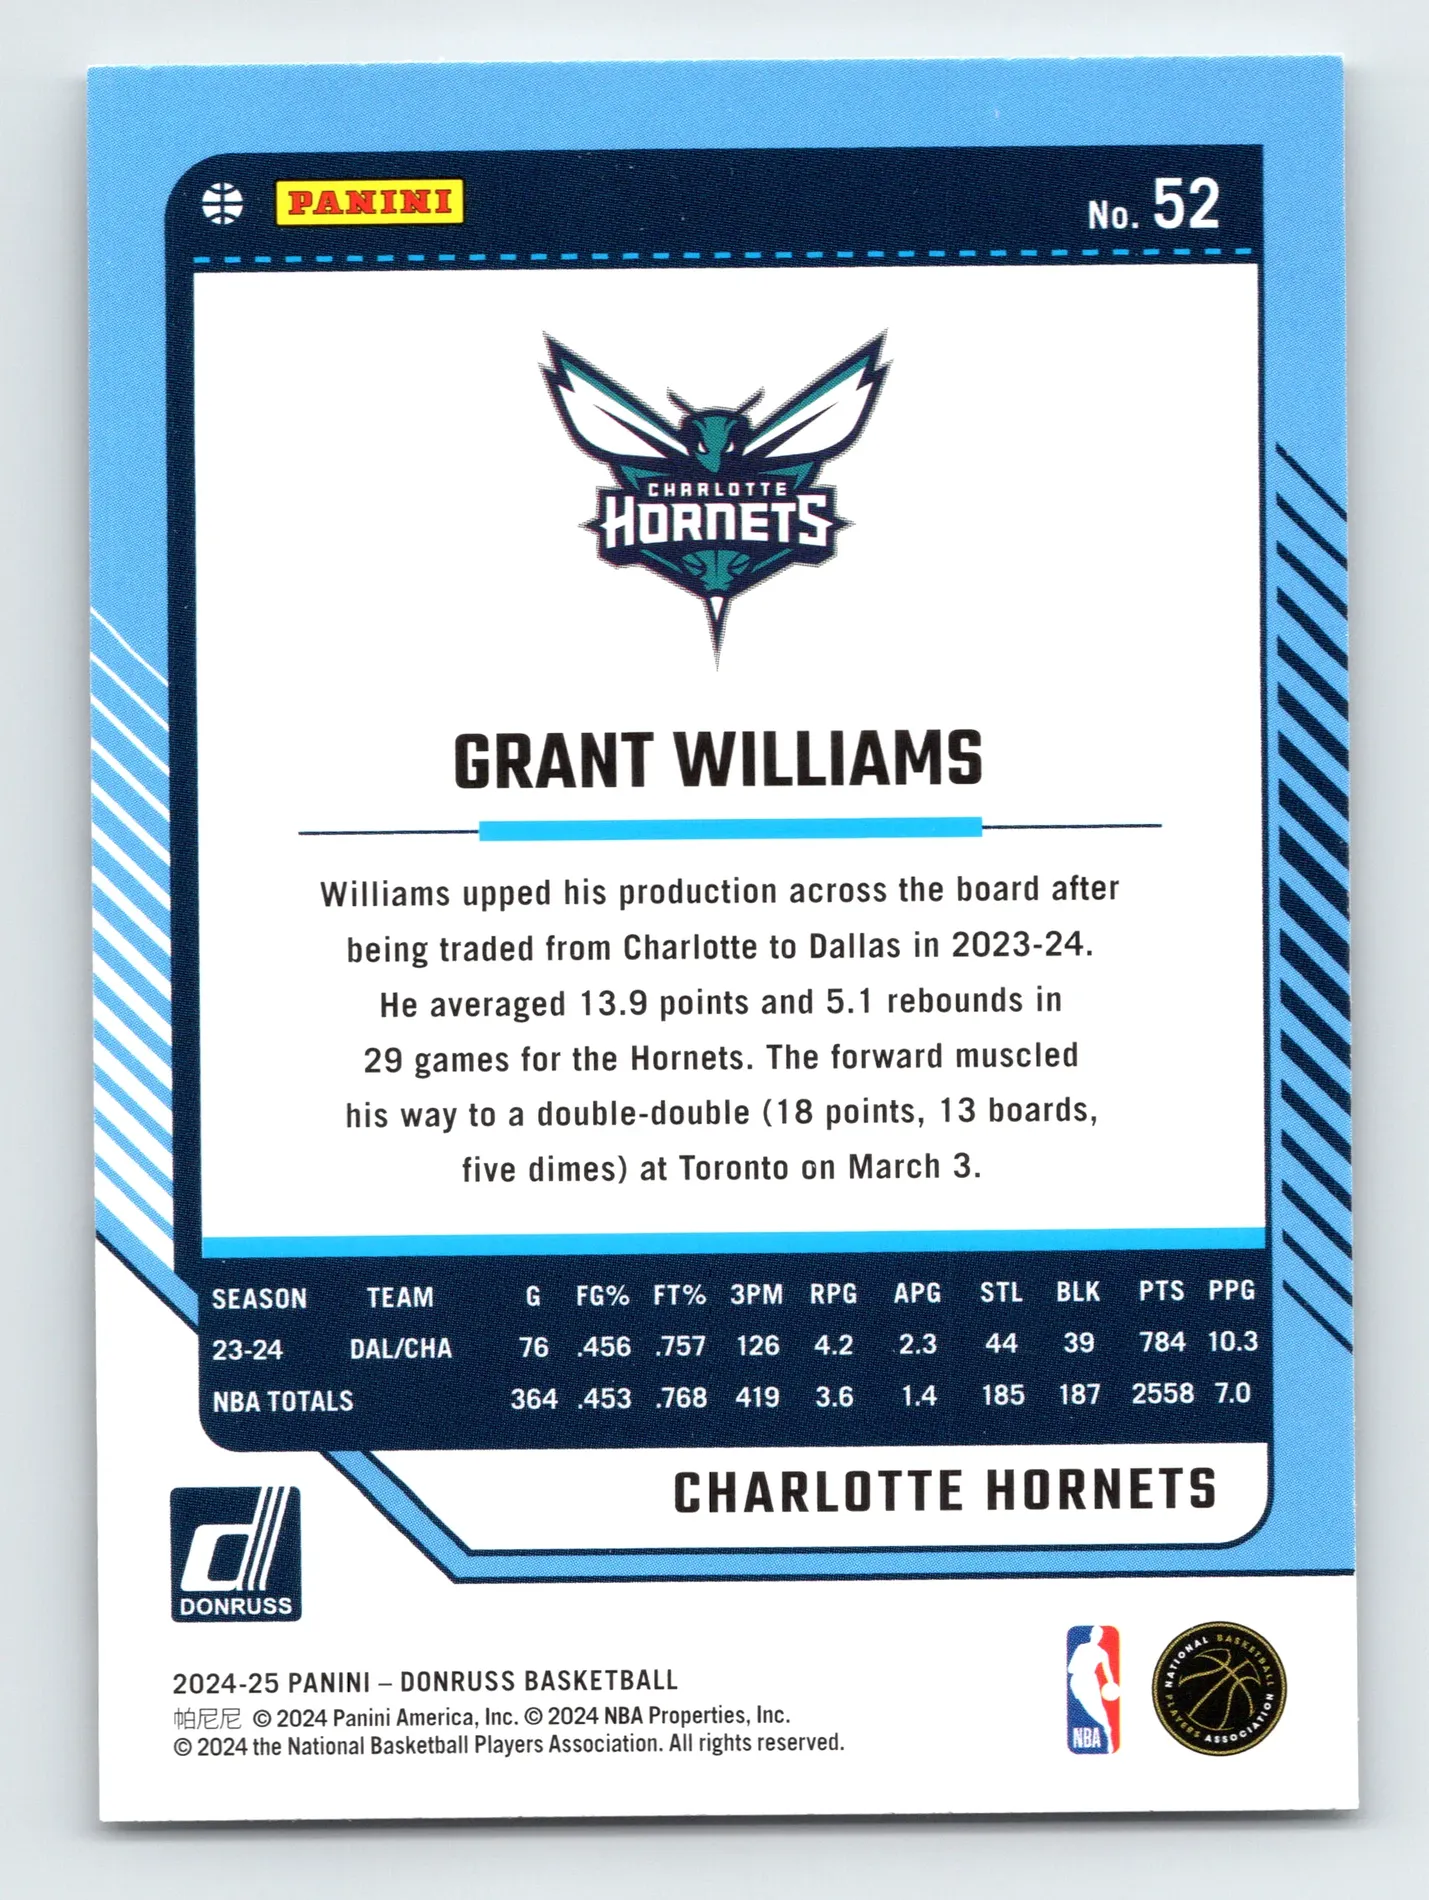 PANINI
No. 52
CHARLOTTE
HORNETS
GRANT WILLIAMS
Williams upped his production across the board after
being traded from Charlotte to Dallas in 2023-24.
He averaged 13.9 points and 5.1 rebounds in
29 games for the Hornets. The forward muscled
his way to a double-double (18 points, 13 boards,
five dimes) at Toronto on March 3.
SEASON TEAM G FG% FT% 3PM RPG APG STL BLK PTS PPG
23-24 DAL/CHA 76 .456 .757 126 4.2 2.3 44 39 784 10.3
NBA TOTALS 364 .453 .768 419 3.6 1.4 185 187 2558 7.0
CHARLOTTE HORNETS
d
DONRUSS
2024-25 PANINI – DONRUSS BASKETBALL
帕尼尼 © 2024 Panini America, Inc. © 2024 NBA Properties, Inc.
© 2024 the National Basketball Players Association. All rights reserved.
NBA
NATIONAL BASKETBALL
PLAYERS ASSOCIATION